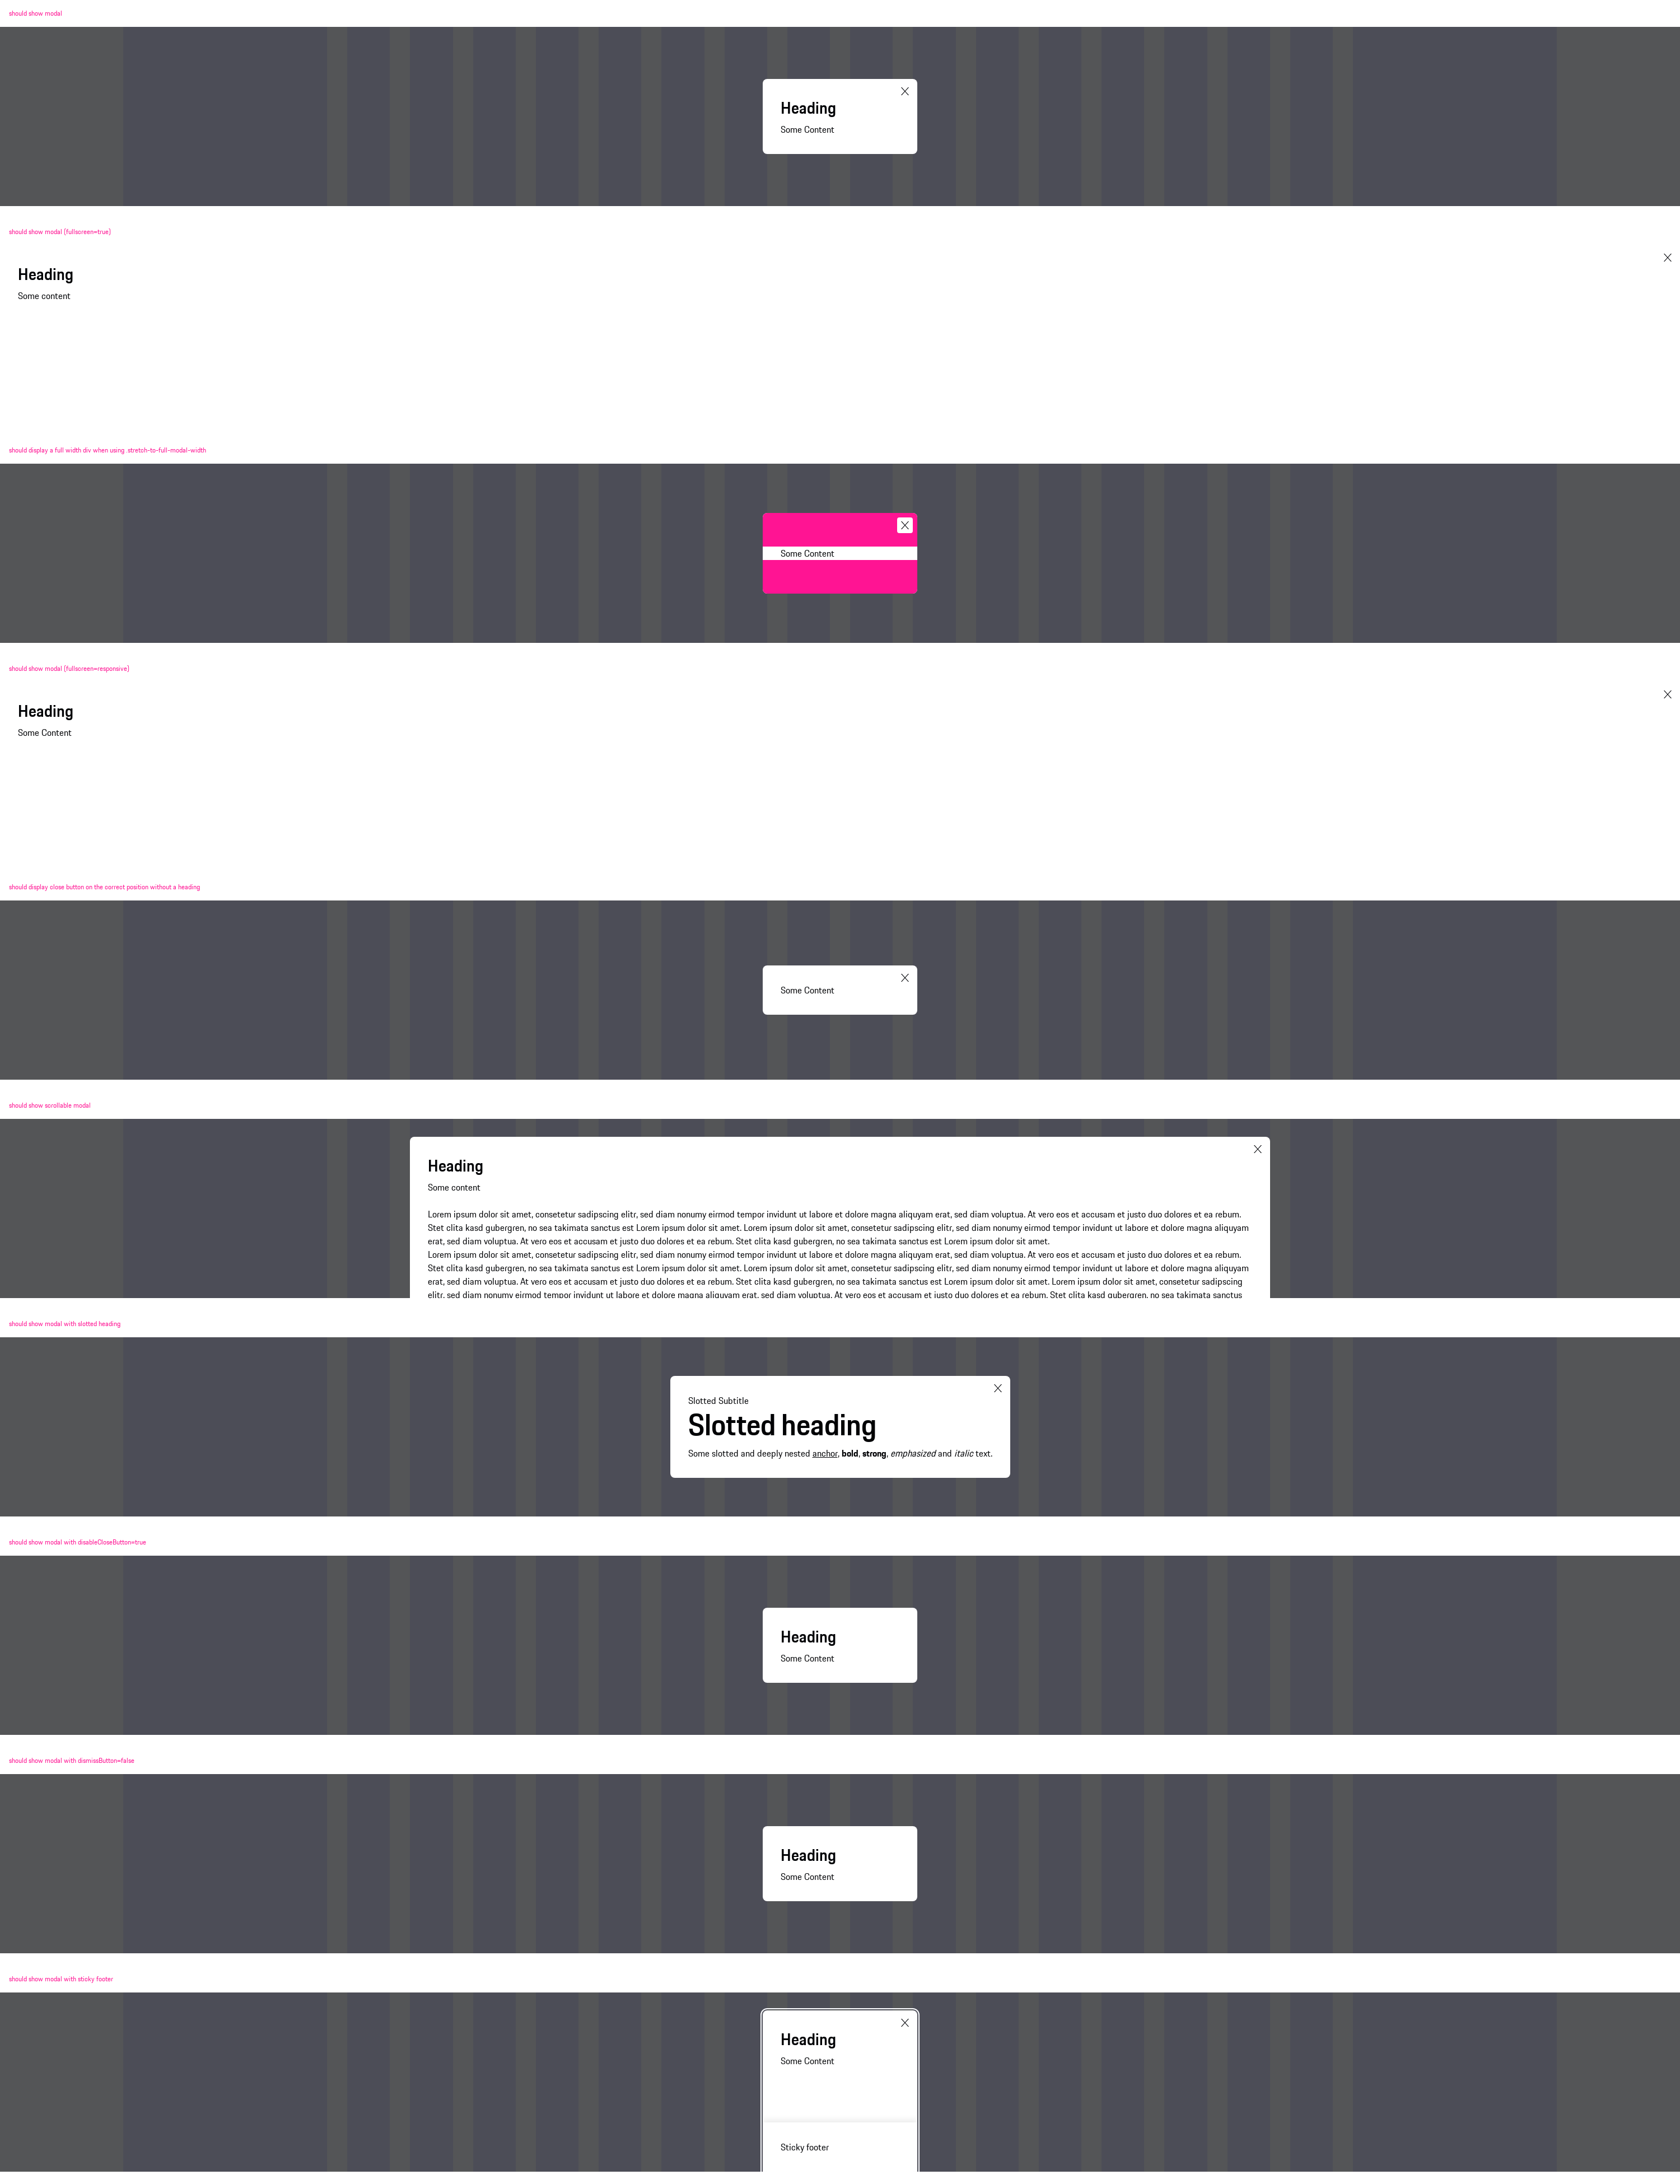 should show modal
Heading
Some Content
should show modal (fullscreen=true)
Heading
Some content
should display a full width div when using .stretch-to-full-modal-width
Some Content
should show modal (fullscreen=responsive)
Heading
Some Content
should display close button on the correct position without a heading
Some Content
should show scrollable modal
Heading
Some content
Lorem ipsum dolor sit amet, consetetur sadipscing elitr, sed diam nonumy eirmod tempor invidunt ut labore et dolore magna aliquyam erat, sed diam voluptua. At vero eos et accusam et justo duo dolores et ea rebum.
Stet clita kasd gubergren, no sea takimata sanctus est Lorem ipsum dolor sit amet. Lorem ipsum dolor sit amet, consetetur sadipscing elitr, sed diam nonumy eirmod tempor invidunt ut labore et dolore magna aliquyam
erat, sed diam voluptua. At vero eos et accusam et justo duo dolores et ea rebum. Stet clita kasd gubergren, no sea takimata sanctus est Lorem ipsum dolor sit amet.
Lorem ipsum dolor sit amet, consetetur sadipscing elitr, sed diam nonumy eirmod tempor invidunt ut labore et dolore magna aliquyam erat, sed diam voluptua. At vero eos et accusam et justo duo dolores et ea rebum.
Stet clita kasd gubergren, no sea takimata sanctus est Lorem ipsum dolor sit amet. Lorem ipsum dolor sit amet, consetetur sadipscing elitr, sed diam nonumy eirmod tempor invidunt ut labore et dolore magna aliquyam
erat, sed diam voluptua. At vero eos et accusam et justo duo dolores et ea rebum. Stet clita kasd gubergren, no sea takimata sanctus est Lorem ipsum dolor sit amet. Lorem ipsum dolor sit amet, consetetur sadipscing
elitr, sed diam nonumy eirmod tempor invidunt ut labore et dolore magna aliquyam erat, sed diam voluptua. At vero eos et accusam et justo duo dolores et ea rebum. Stet clita kasd gubergren, no sea takimata sanctus
should show modal with slotted heading
Slotted Subtitle
Slotted heading
Some slotted and deeply nested anchor, bold, strong, emphasized and italic text.
should show modal with disableCloseButton=true
Heading
Some Content
should show modal with dismissButton=false
Heading
Some Content
should show modal with sticky footer
Heading
Some Content
Sticky footer